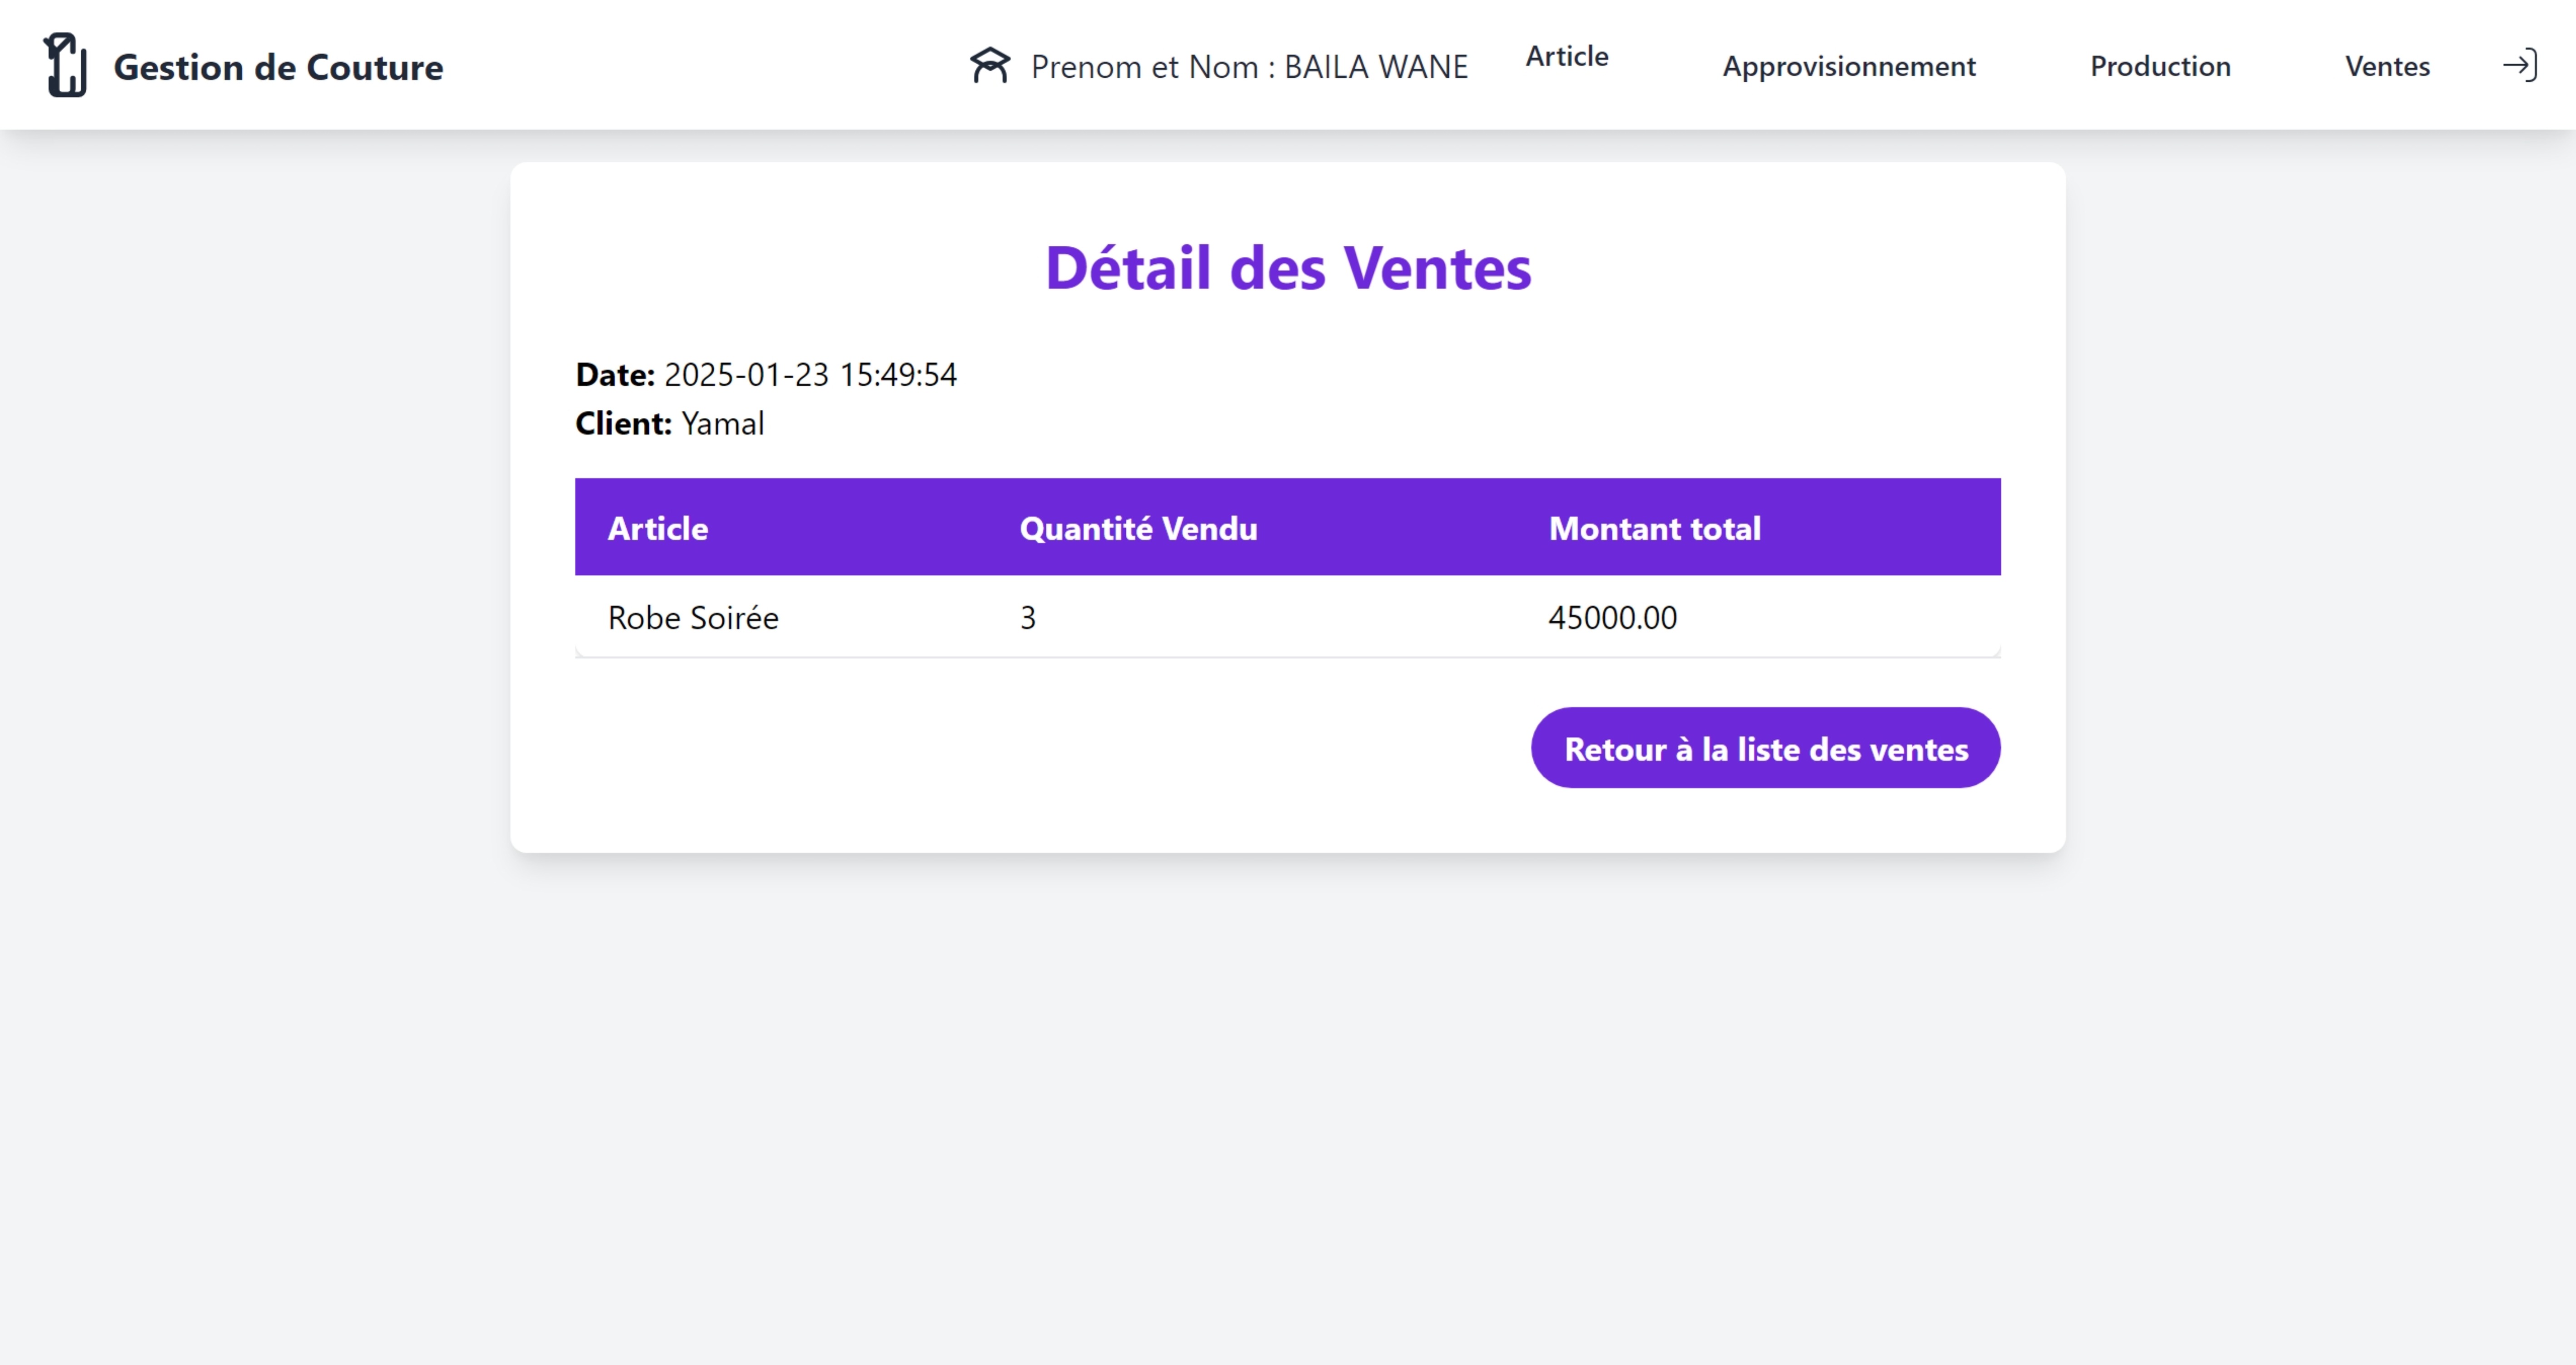 Gestion de Couture
Prenom et Nom : BAILA WANE
Article
Approvisionnement
Production
Ventes
Détail des Ventes
Date: 2025-01-23 15:49:54
Client: Yamal
Article Quantité Vendu Montant total
Robe Soirée 3 45000.00
Retour à la liste des ventes